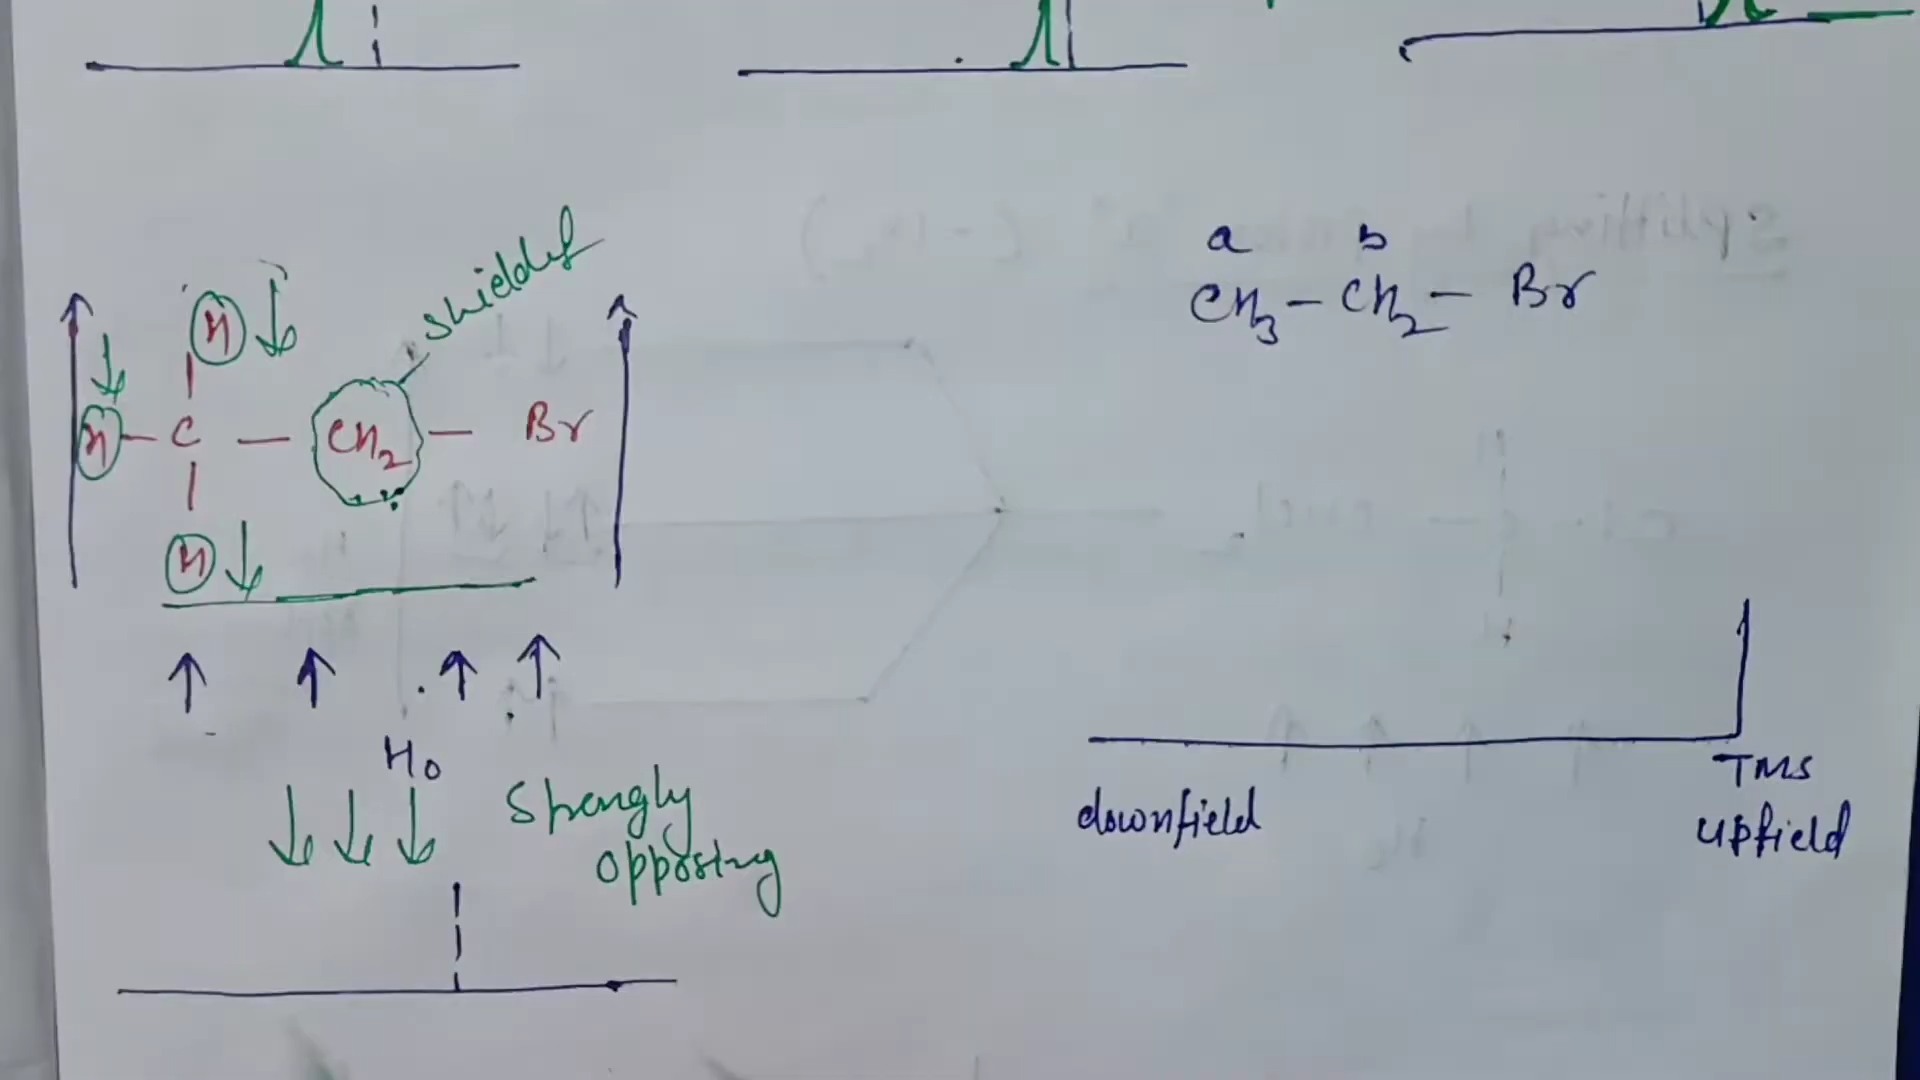 shielded
H
H - C - CH2 - Br
H
H0
Strongly
opposing
a b
CH3 - CH2 - Br
TMS
downfield
upfield